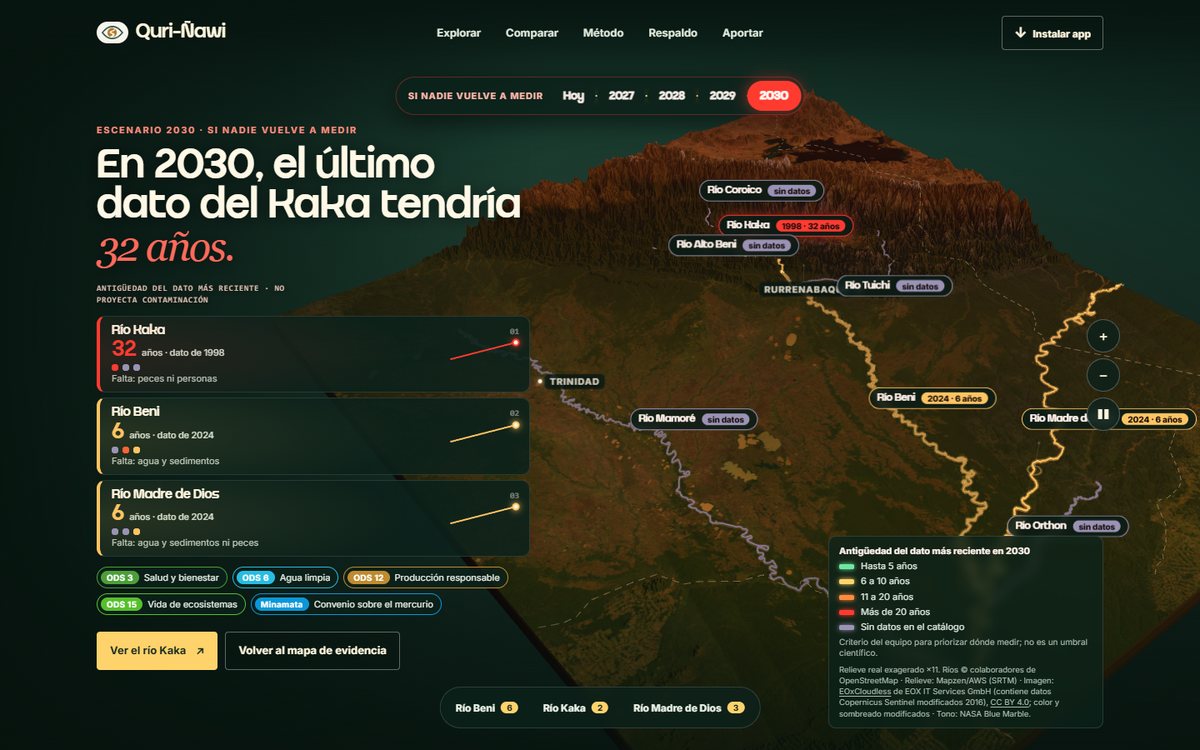 Quri-Ñawi
Explorar
Comparar
Método
Respaldo
Aportar
Instalar app
SI NADIE VUELVE A MEDIR
Hoy · 2027 · 2028 · 2029 2030
ESCENARIO 2030 · SI NADIE VUELVE A MEDIR
En 2030, el último
dato del Kaka tendría
32 años.
ANTIGÜEDAD DEL DATO MÁS RECIENTE · NO
PROYECTA CONTAMINACIÓN
Río Kaka
01
32 años · dato de 1998
Falta: peces ni personas
Río Beni
02
6 años · dato de 2024
Falta: agua y sedimentos
Río Madre de Dios
03
6 años · dato de 2024
Falta: agua y sedimentos ni peces
ODS 3 Salud y bienestar
ODS 6 Agua limpia
ODS 12 Producción responsable
ODS 15 Vida de ecosistemas
Minamata Convenio sobre el mercurio
Ver el río Kaka
Volver al mapa de evidencia
Río Coroico sin datos
Río Kaka 1998 · 32 años
Río Alto Beni sin datos
RURRENABAQ
Río Tuichi sin datos
TRINIDAD
Río Mamoré sin datos
Río Beni 2024 · 6 años
Río Madre d 2024 · 6 años
Río Orthon sin datos
+
−
Antigüedad del dato más reciente en 2030
Hasta 5 años
6 a 10 años
11 a 20 años
Más de 20 años
Sin datos en el catálogo
Criterio del equipo para priorizar dónde medir; no es un umbral
científico.
Relieve real exagerado ×11. Ríos © colaboradores de
OpenStreetMap · Relieve: Mapzen/AWS (SRTM) · Imagen:
EOxCloudless de EOX IT Services GmbH (contiene datos
Copernicus Sentinel modificados 2016), CC BY 4.0; color y
sombreado modificados · Tono: NASA Blue Marble.
Río Beni 6
Río Kaka 2
Río Madre de Dios 3